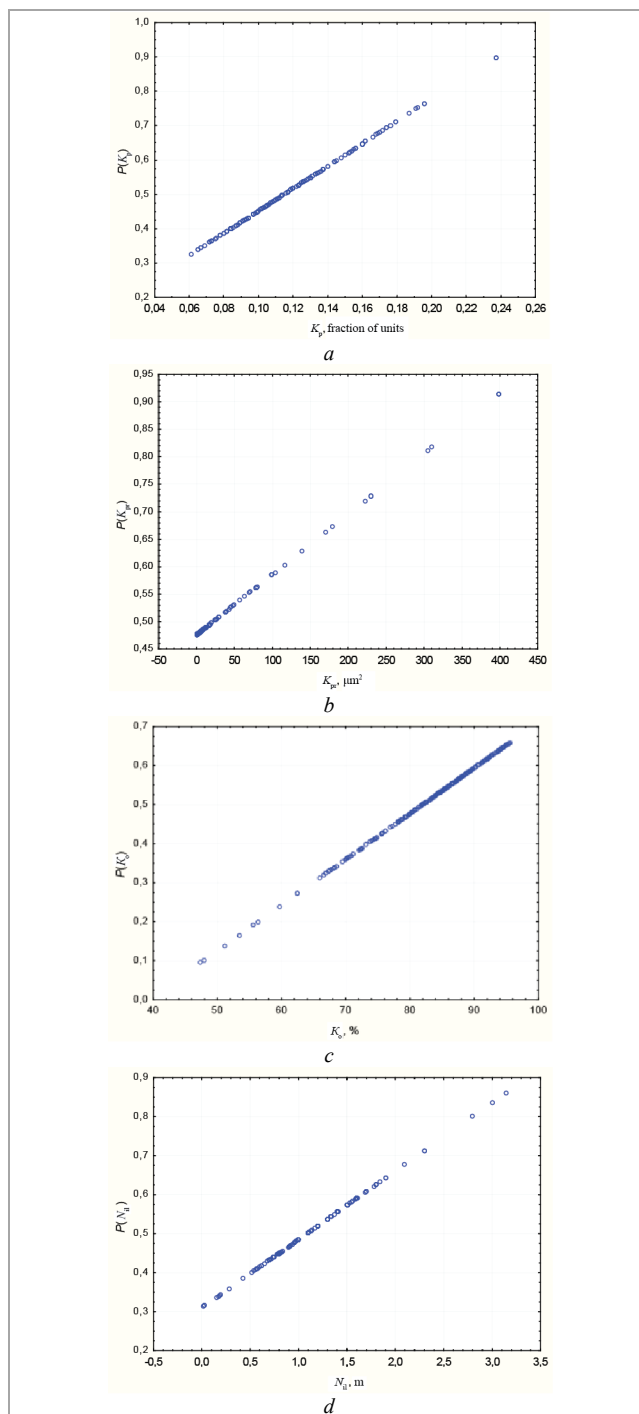 1,0
0,9
0,8
0,7
0,6
0,5
0,4
0,3
0,2
P(Kp)
0,04 0,06 0,08 0,10 0,12 0,14 0,16 0,18 0,20 0,22 0,24 0,26
Kp, fraction of units
a
0,95
0,90
0,85
0,80
0,75
0,70
0,65
0,60
0,55
0,50
0,45
P(Kpr)
-50 0 50 100 150 200 250 300 350 400 450
Kpr, μm²
b
0,7
0,6
0,5
0,4
0,3
0,2
0,1
0,0
P(Ko)
40 50 60 70 80 90 100
Ko, %
c
0,9
0,8
0,7
0,6
0,5
0,4
0,3
0,2
P(Nil)
-0,5 0,0 0,5 1,0 1,5 2,0 2,5 3,0 3,5
Nil, m
d